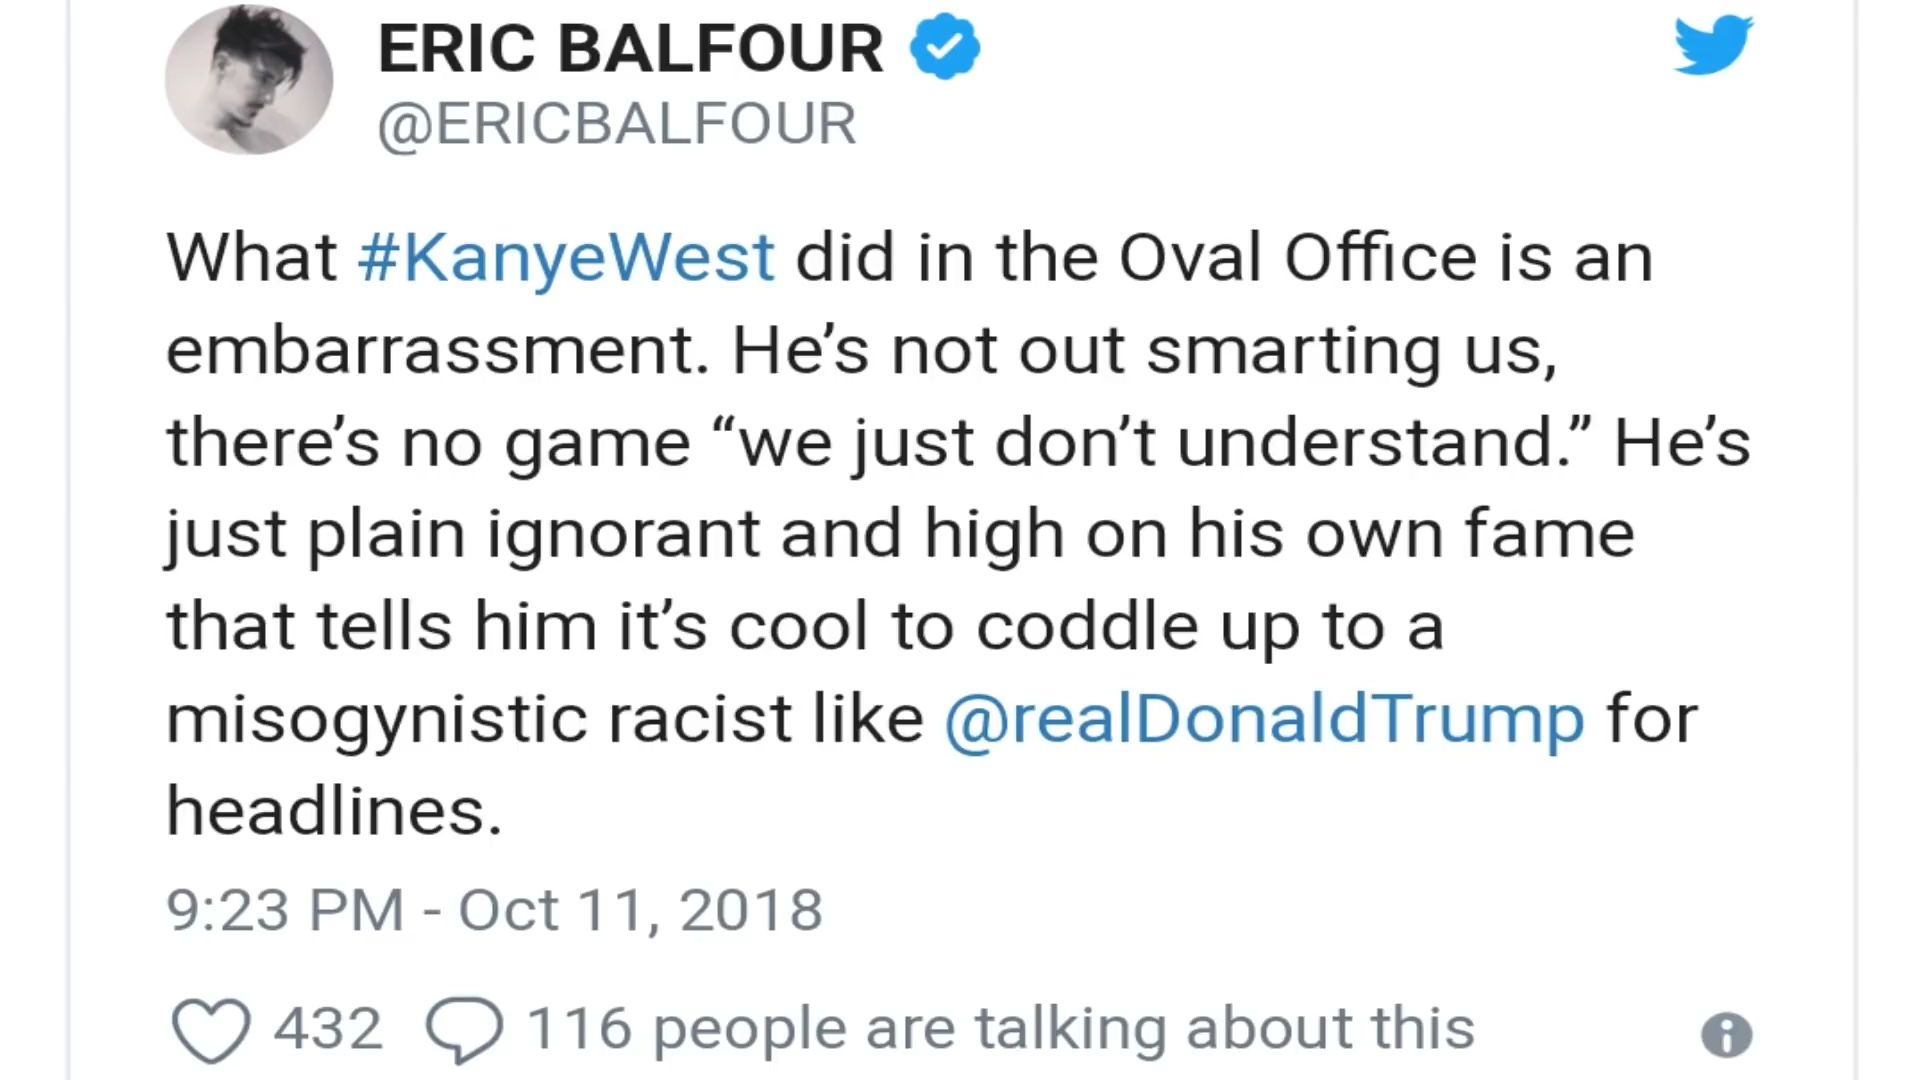 ERIC BALFOUR
@ERICBALFOUR
What #KanyeWest did in the Oval Office is an
embarrassment. He’s not out smarting us,
there’s no game “we just don’t understand.” He’s
just plain ignorant and high on his own fame
that tells him it’s cool to coddle up to a
misogynistic racist like @realDonaldTrump for
headlines.
9:23 PM - Oct 11, 2018
432 116 people are talking about this